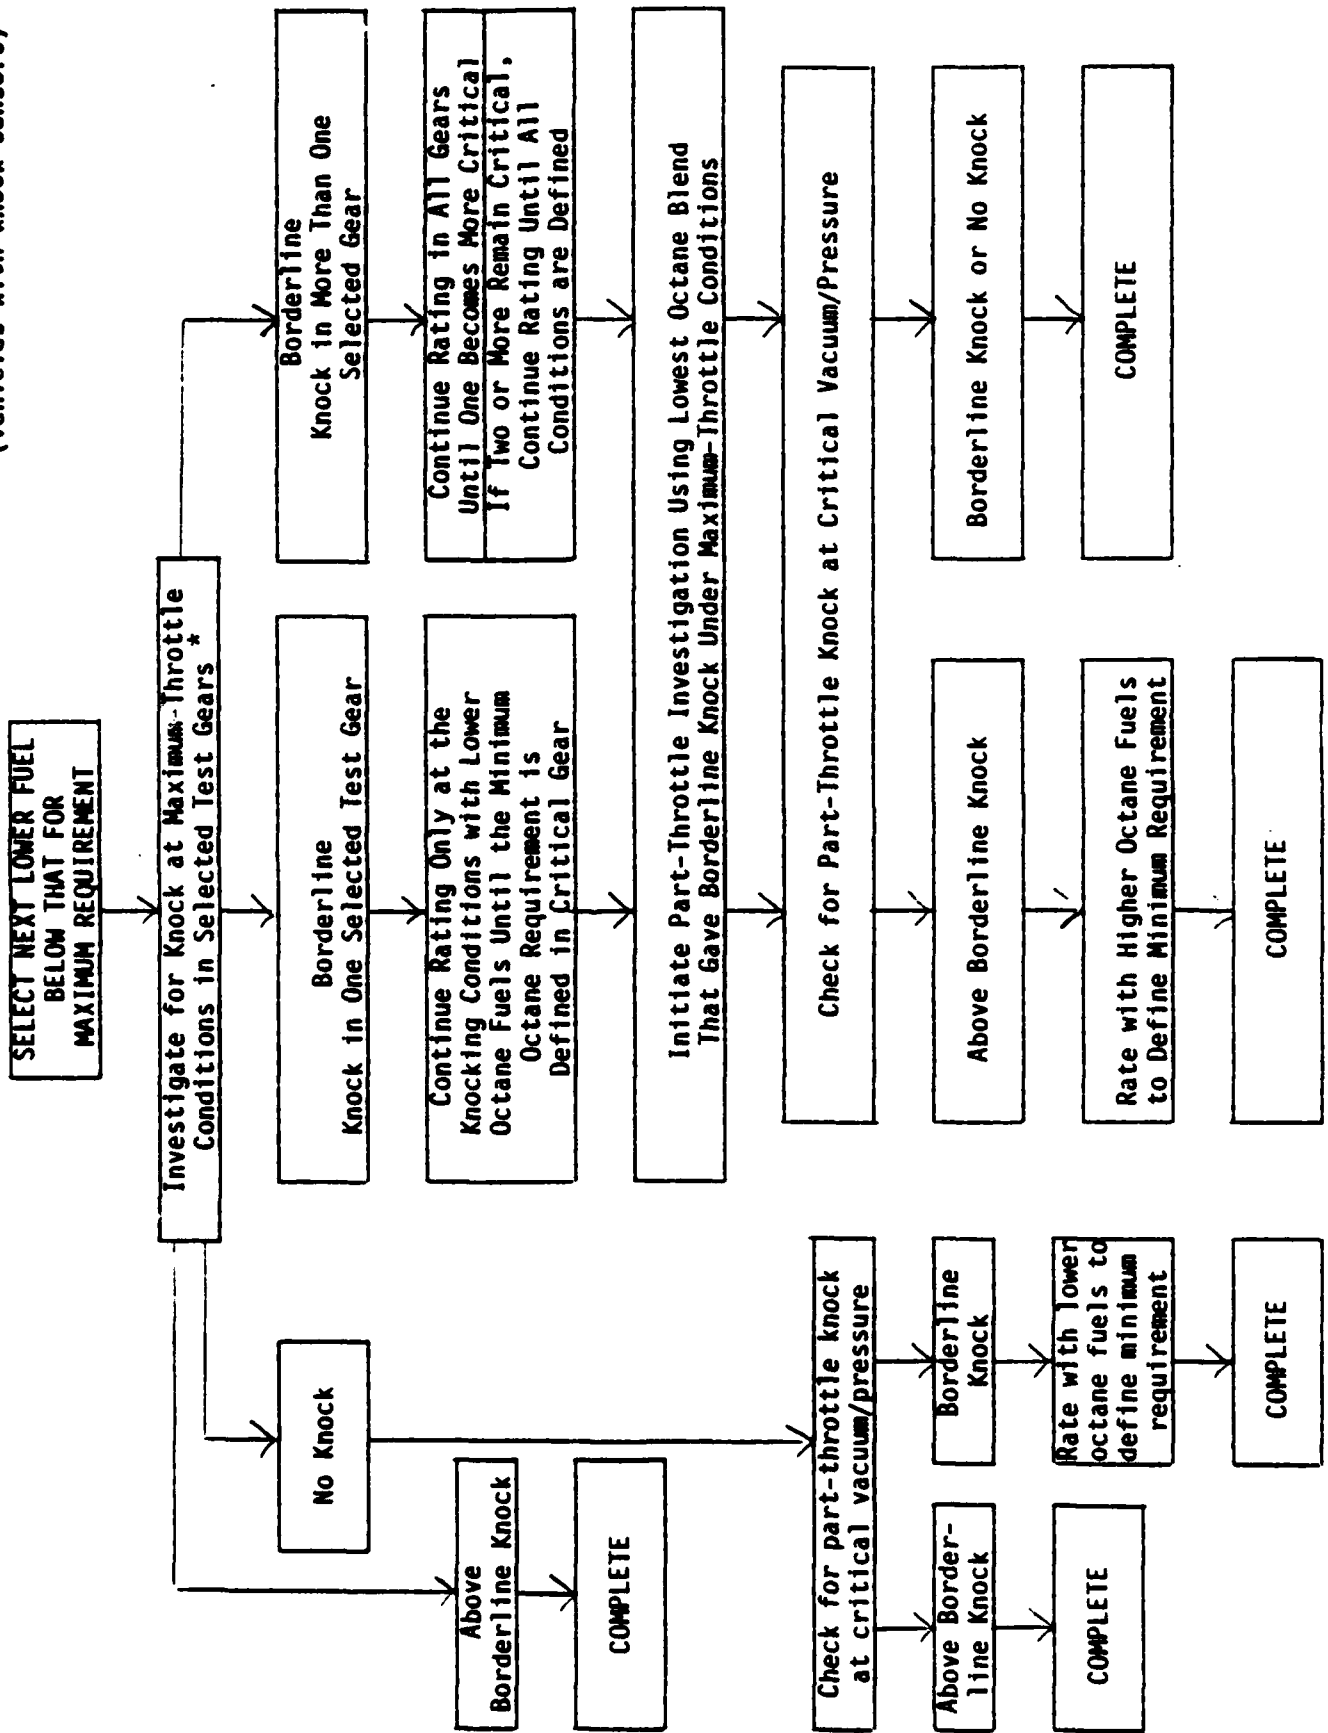 (vehicles with knock sensors)
SELECT NEXT LOWER FUEL
BELOW THAT FOR
MAXIMUM REQUIREMENT
Investigate for Knock at Maximum-Throttle
Conditions in Selected Test Gears *
Above
Borderline Knock
COMPLETE
No Knock
Check for part-throttle knock
at critical vacuum/pressure
Above Border-
line Knock
COMPLETE
Borderline
Knock
Rate with lower
octane fuels to
define minimum
requirement
COMPLETE
Borderline
Knock in One Selected Test Gear
Continue Rating Only at the
Knocking Conditions with Lower
Octane Fuels Until the Minimum
Octane Requirement is
Defined in Critical Gear
Borderline
Knock in More Than One
Selected Gear
Continue Rating in All Gears
Until One Becomes More Critical
If Two or More Remain Critical,
Continue Rating Until All
Conditions are Defined
Initiate Part-Throttle Investigation Using Lowest Octane Blend
That Gave Borderline Knock Under Maximum-Throttle Conditions
Check for Part-Throttle Knock at Critical Vacuum/Pressure
Above Borderline Knock
Rate with Higher Octane Fuels
to Define Minimum Requirement
COMPLETE
Borderline Knock or No Knock
COMPLETE